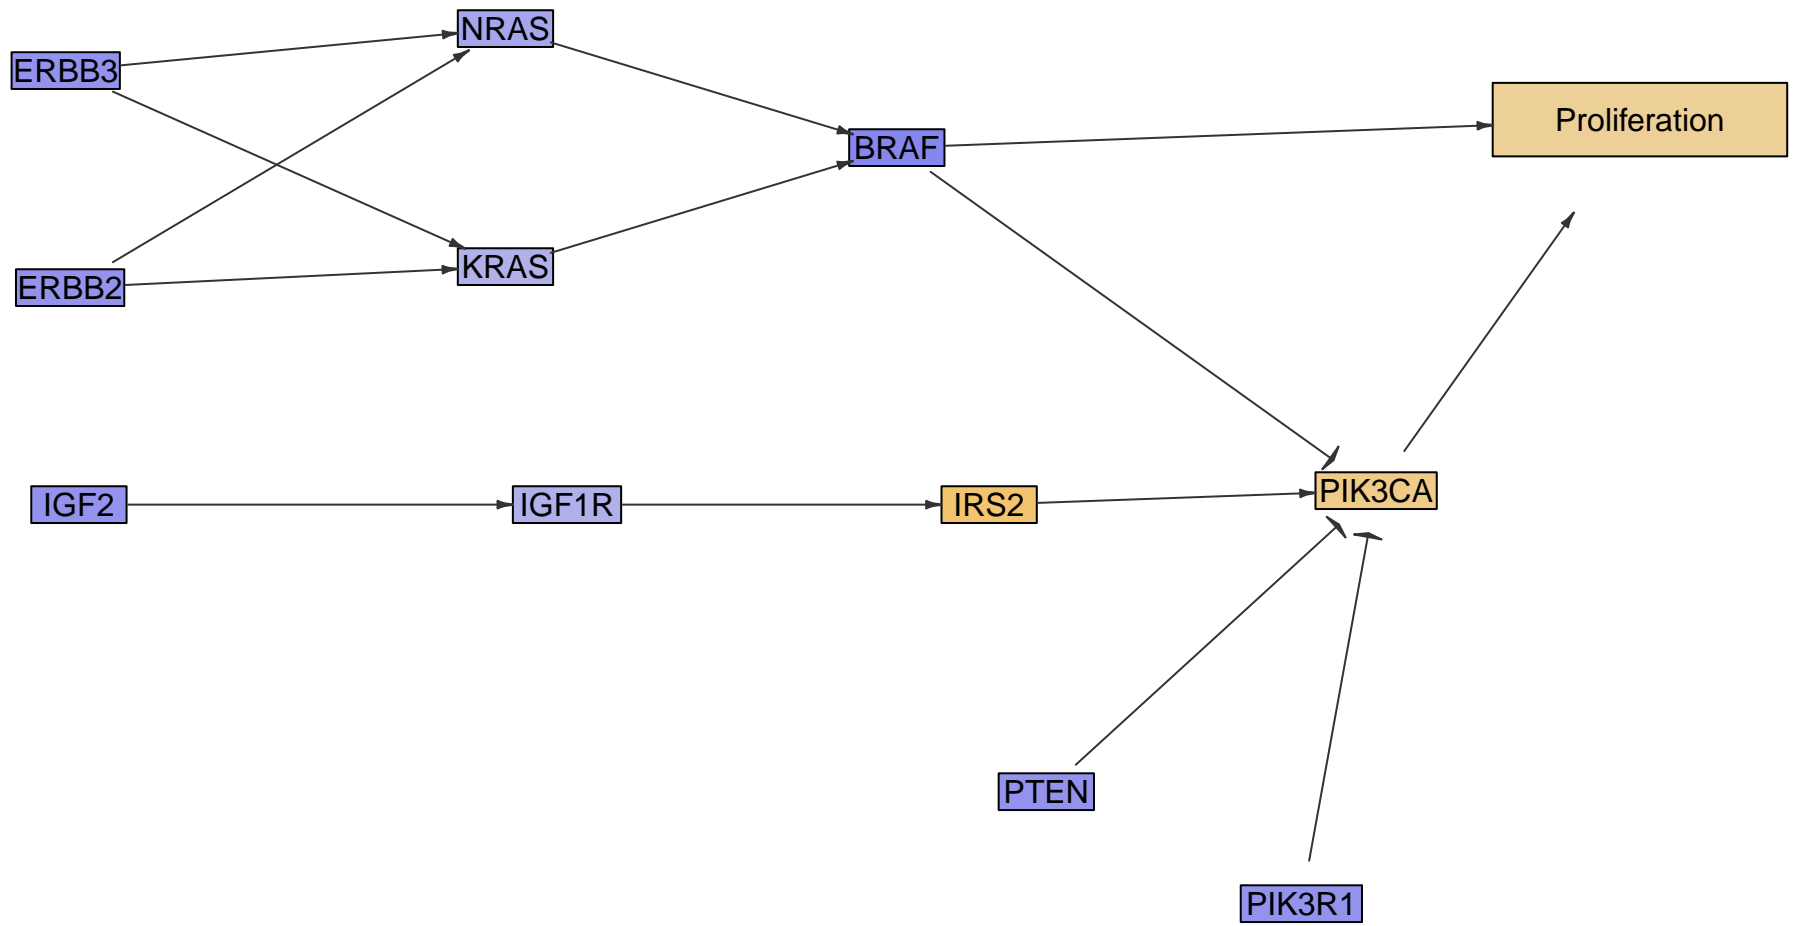 NRAS
ERBB3
Proliferation
BRAF
KRAS
ERBB2
PIK3CA
IGF2
IGF1R
IRS2
PTEN
PIK3R1